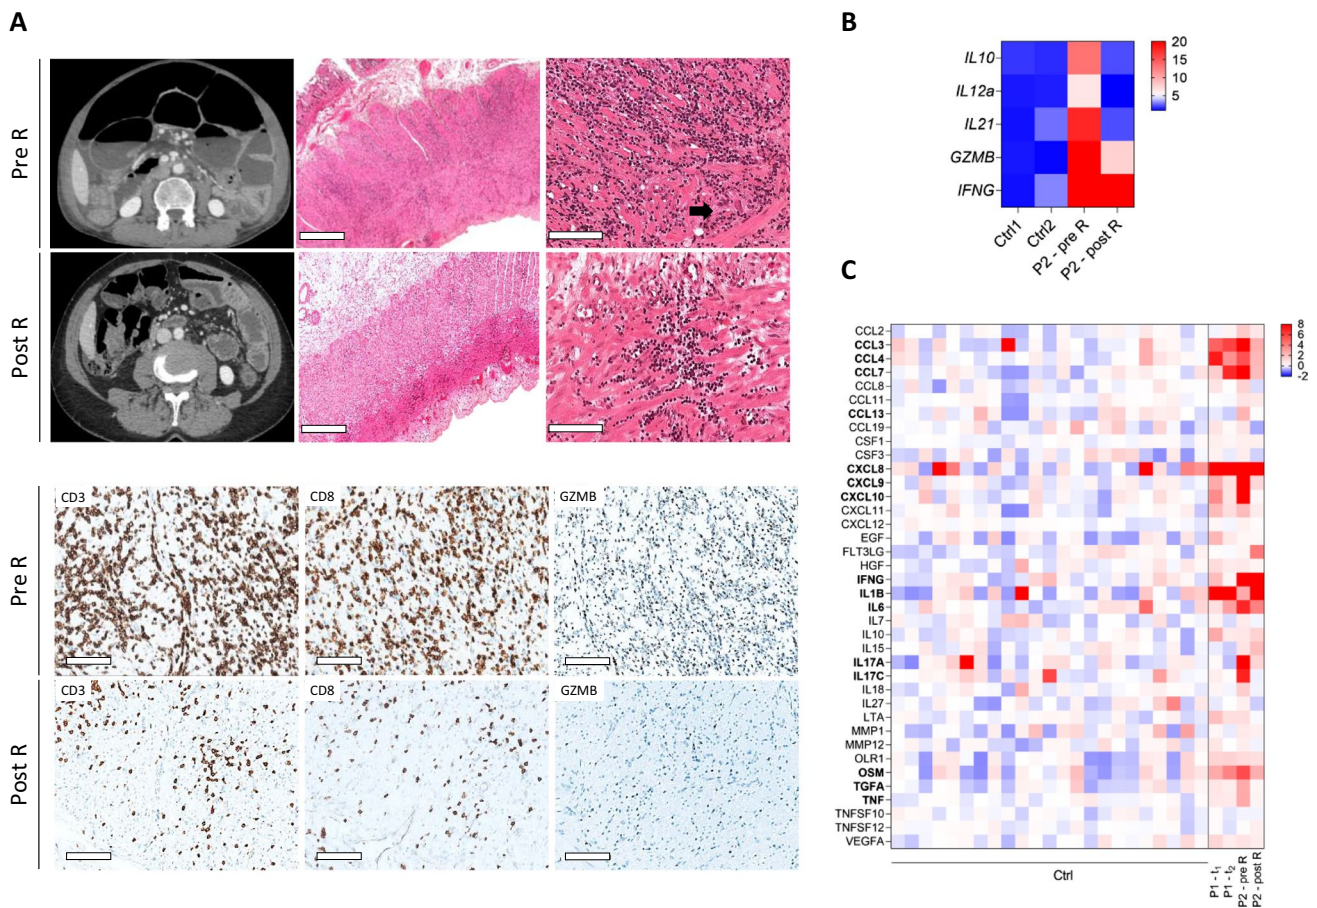 A
Pre R
Post R
CD3
CD8
GZMB
Pre R
CD3
CD8
GZMB
Post R
B
IL10
IL12a
IL21
GZMB
IFNG
20
15
10
5
Ctrl1
Ctrl2
P2 - pre R
P2 - post R
C
CCL2
CCL3
CCL4
CCL7
CCL8
CCL11
CCL13
CCL19
CSF1
CSF3
CXCL8
CXCL9
CXCL10
CXCL11
CXCL12
EGF
FLT3LG
HGF
IFNG
IL1B
IL6
IL7
IL10
IL15
IL17A
IL17C
IL18
IL27
LTA
MMP1
MMP12
OLR1
OSM
TGFA
TNF
TNFSF10
TNFSF12
VEGFA
8
6
4
2
0
-2
Ctrl
P1 - t₁
P1 - t₂
P2 - pre R
P2 - post R